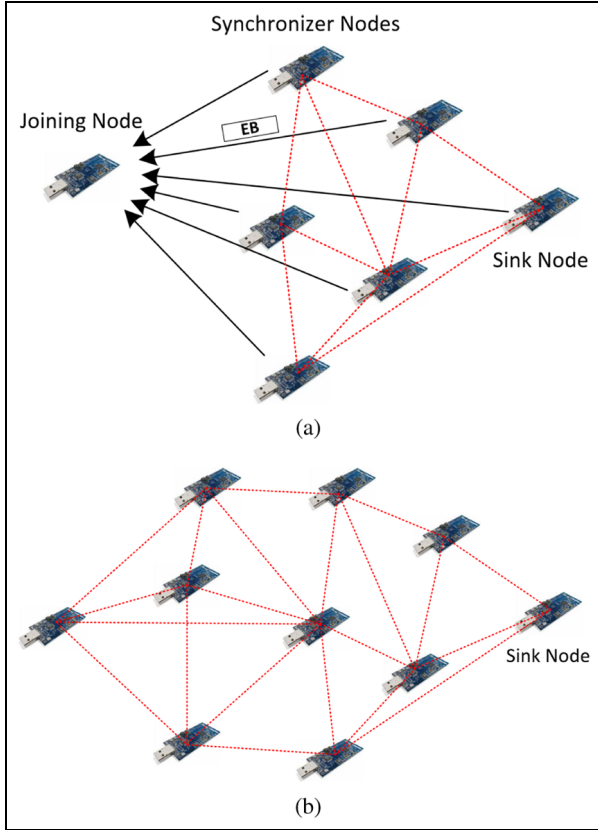 Synchronizer Nodes
Joining Node
EB
Sink Node
(a)
Sink Node
(b)